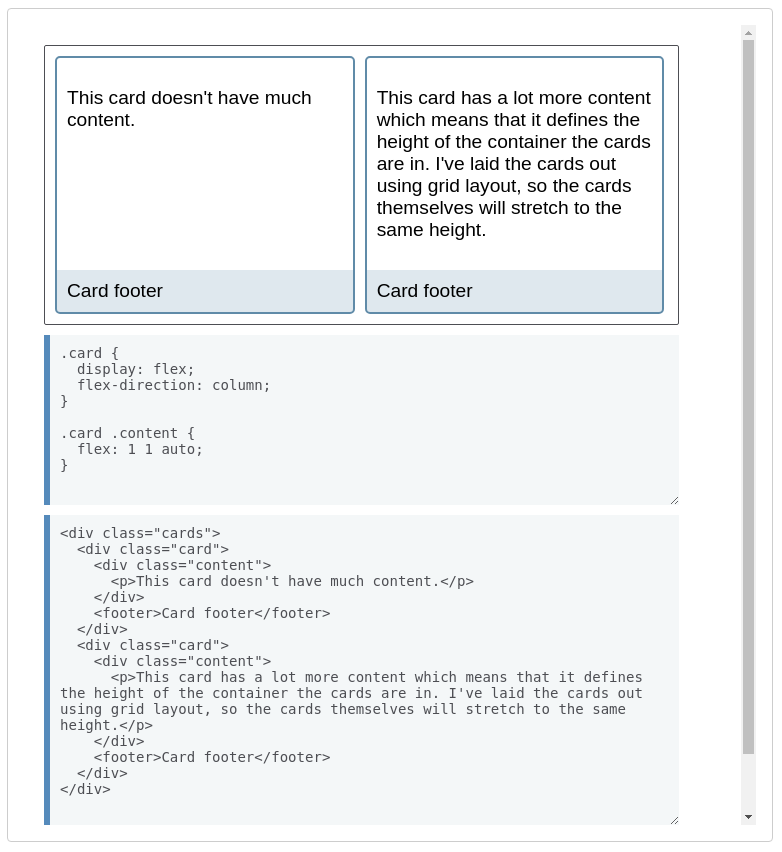 This card doesn't have much
content.
Card footer
This card has a lot more content
which means that it defines the
height of the container the cards
are in. I've laid the cards out
using grid layout, so the cards
themselves will stretch to the
same height.
Card footer
.card {
  display: flex;
  flex-direction: column;
}

.card .content {
  flex: 1 1 auto;
}
<div class="cards">
  <div class="card">
    <div class="content">
      <p>This card doesn't have much content.</p>
    </div>
    <footer>Card footer</footer>
  </div>
  <div class="card">
    <div class="content">
      <p>This card has a lot more content which means that it defines
the height of the container the cards are in. I've laid the cards out
using grid layout, so the cards themselves will stretch to the same
height.</p>
    </div>
    <footer>Card footer</footer>
  </div>
</div>